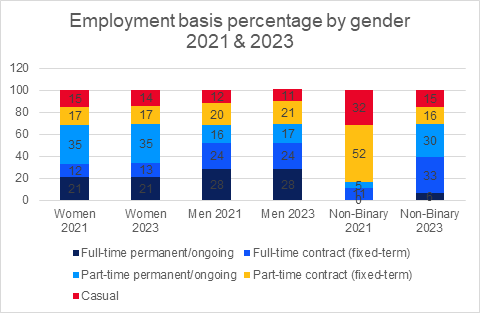 Employment basis percentage by gender
2021 & 2023
120
100
80
60
40
20
0
15 14 12 11 32 15
17 17 20 21 52 16
35 35 16 17 5 30
12 13 24 24 11 33
21 21 28 28 0
Women 2021
Women 2023
Men 2021
Men 2023
Non-Binary 2021
Non-Binary 2023
Full-time permanent/ongoing
Full-time contract (fixed-term)
Part-time permanent/ongoing
Part-time contract (fixed-term)
Casual